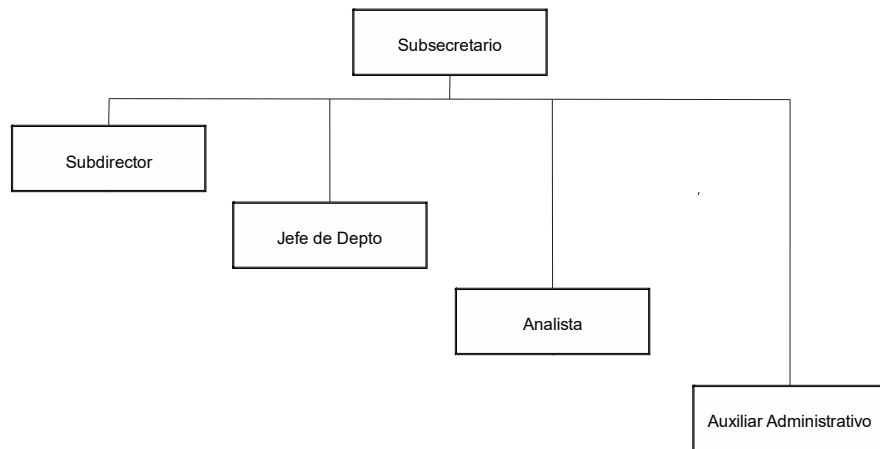 Subsecretario
Subdirector
Jefe de Depto
Analista
Auxiliar Administrativo